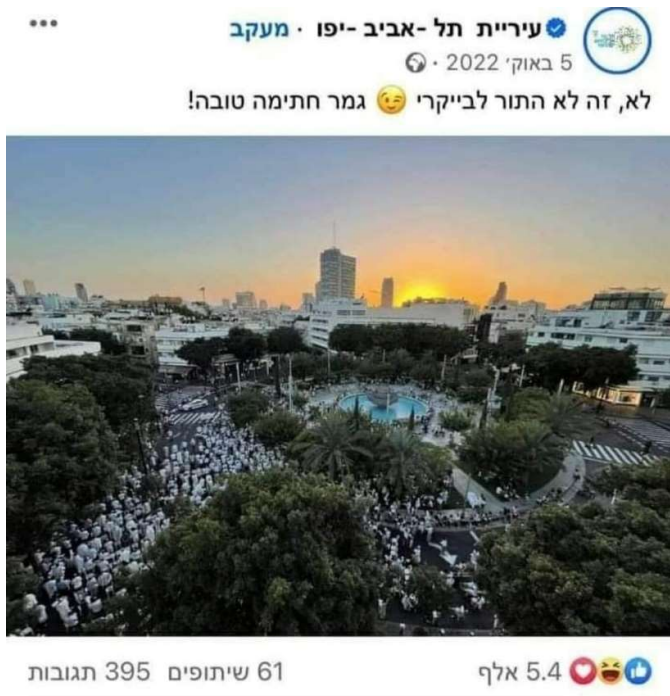 עיריית תל -אביב -יפו · מעקב
5 באוק׳ 2022 ·
לא, זה לא התור לבייקרי 😉 גמר חתימה טובה!
5.4 אלף
61 שיתופים 395 תגובות